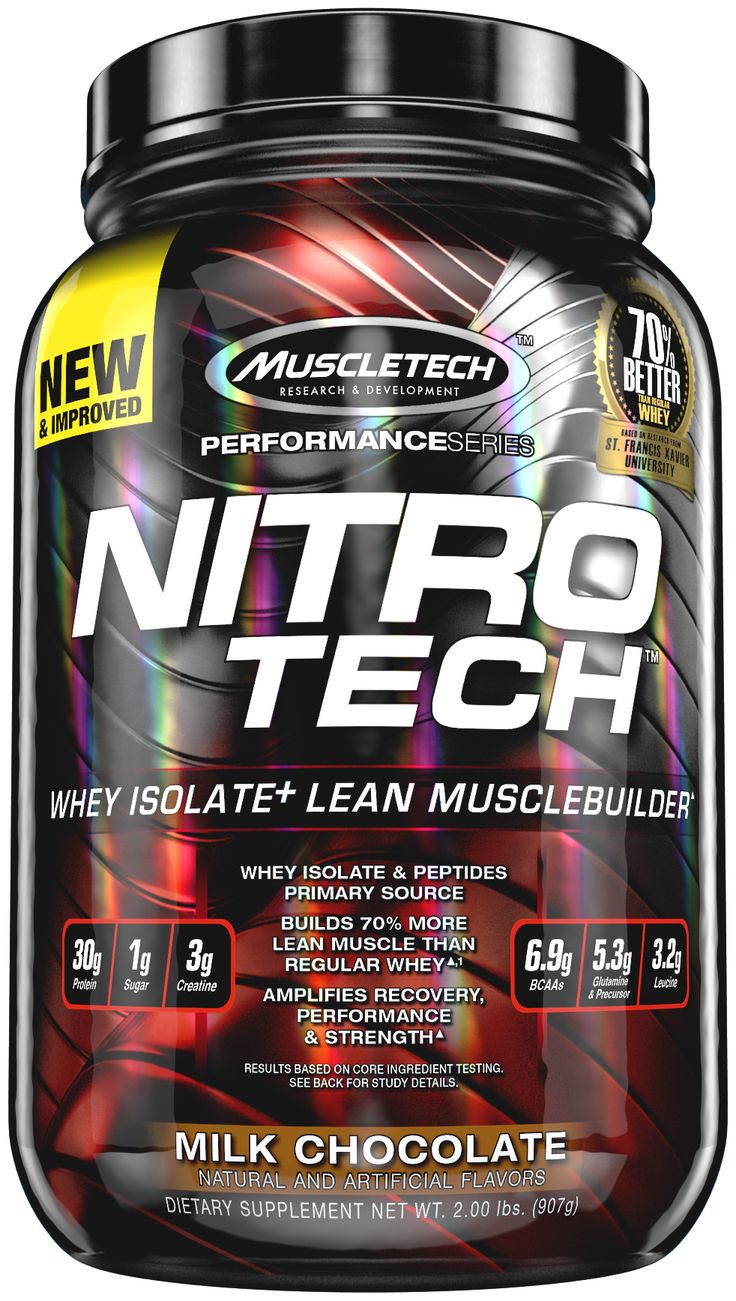 NEW
& IMPROVED
MUSCLETECH™
RESEARCH & DEVELOPMENT
PERFORMANCESERIES
70%
BETTER
THAN REGULAR
WHEY
BASED ON RESEARCH FROM
ST. FRANCIS XAVIER
UNIVERSITY
NITRO
TECH™
WHEY ISOLATE+ LEAN MUSCLEBUILDER▲
WHEY ISOLATE & PEPTIDES
PRIMARY SOURCE
BUILDS 70% MORE
LEAN MUSCLE THAN
REGULAR WHEY▲,1
AMPLIFIES RECOVERY,
PERFORMANCE
& STRENGTH▲
30g
Protein
1g
Sugar
3g
Creatine
6.9g
BCAAs
5.3g
Glutamine
& Precursor
3.2g
Leucine
RESULTS BASED ON CORE INGREDIENT TESTING.
SEE BACK FOR STUDY DETAILS.
MILK CHOCOLATE
NATURAL AND ARTIFICIAL FLAVORS
DIETARY SUPPLEMENT NET WT. 2.00 lbs. (907g)